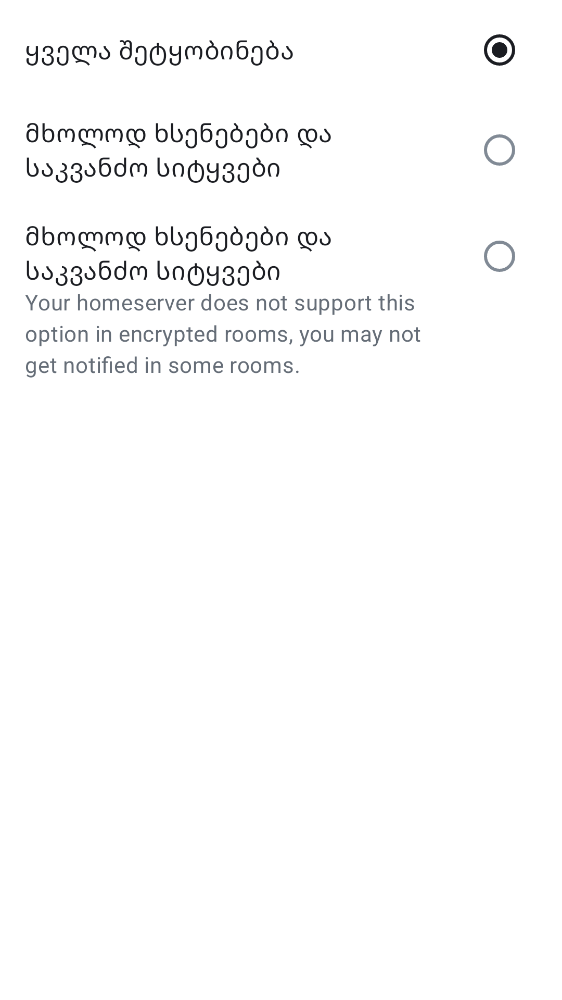 ყველა შეტყობინება
მხოლოდ ხსენებები და
საკვანძო სიტყვები
მხოლოდ ხსენებები და
საკვანძო სიტყვები
Your homeserver does not support this
option in encrypted rooms, you may not
get notified in some rooms.